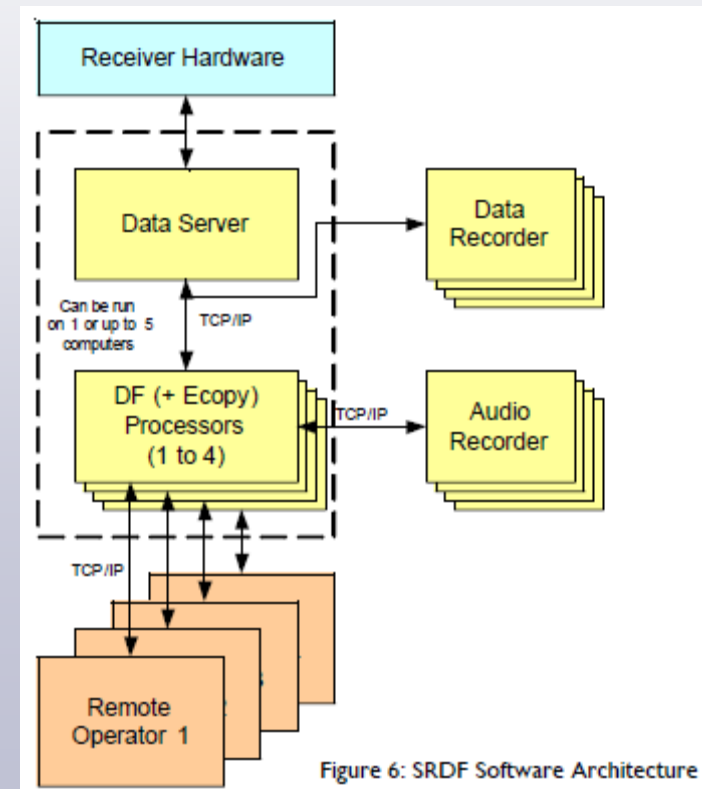 Receiver Hardware
Data Server
Data
Recorder
Can be run
on 1 or up to 5
computers
TCP/IP
DF (+ Ecopy)
Processors
(1 to 4)
TCP/IP
Audio
Recorder
TCP/IP
Remote
Operator 1
Figure 6: SRDF Software Architecture